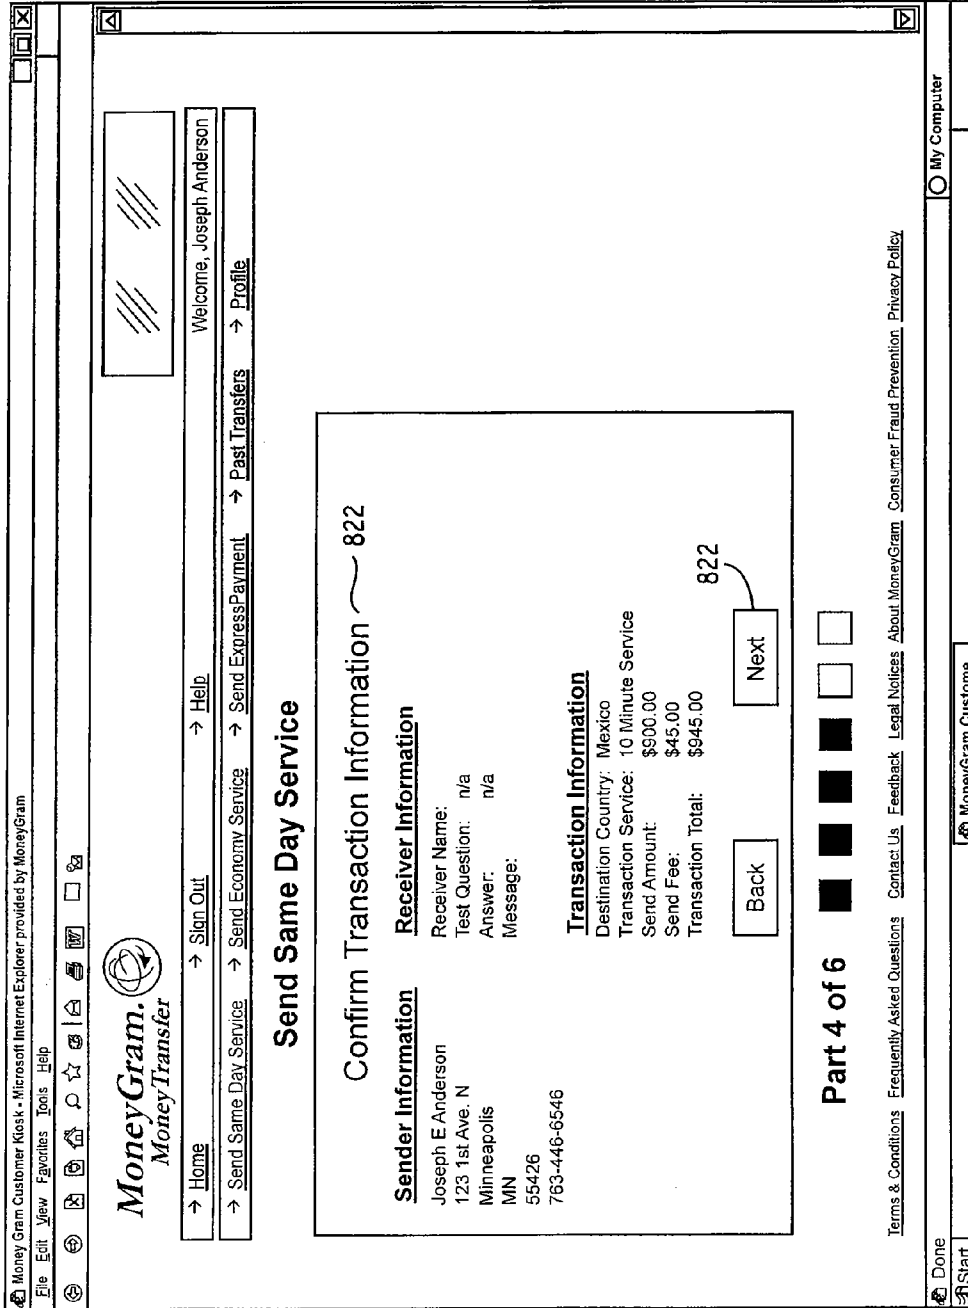 Money Gram Customer Kiosk - Microsoft Internet Explorer provided by MoneyGram
File Edit View Favorites Tools Help
MoneyGram.
MoneyTransfer
→ Home → Sign Out → Help Welcome, Joseph Anderson
→ Send Same Day Service → Send Economy Service → Send ExpressPayment → Past Transfers → Profile
Send Same Day Service
Confirm Transaction Information 822
Sender Information
Joseph E Anderson
123 1st Ave. N
Minneapolis
MN
55426
763-446-6546
Receiver Information
Receiver Name:
Test Question: n/a
Answer: n/a
Message:
Transaction Information
Destination Country: Mexico
Transaction Service: 10 Minute Service
Send Amount: $900.00
Send Fee: $45.00
Transaction Total: $945.00
822
Back Next
Part 4 of 6
Terms & Conditions Frequently Asked Questions Contact Us Feedback Legal Notices About MoneyGram Consumer Fraud Prevention Privacy Policy
Done My Computer
Start MoneyGram Custome